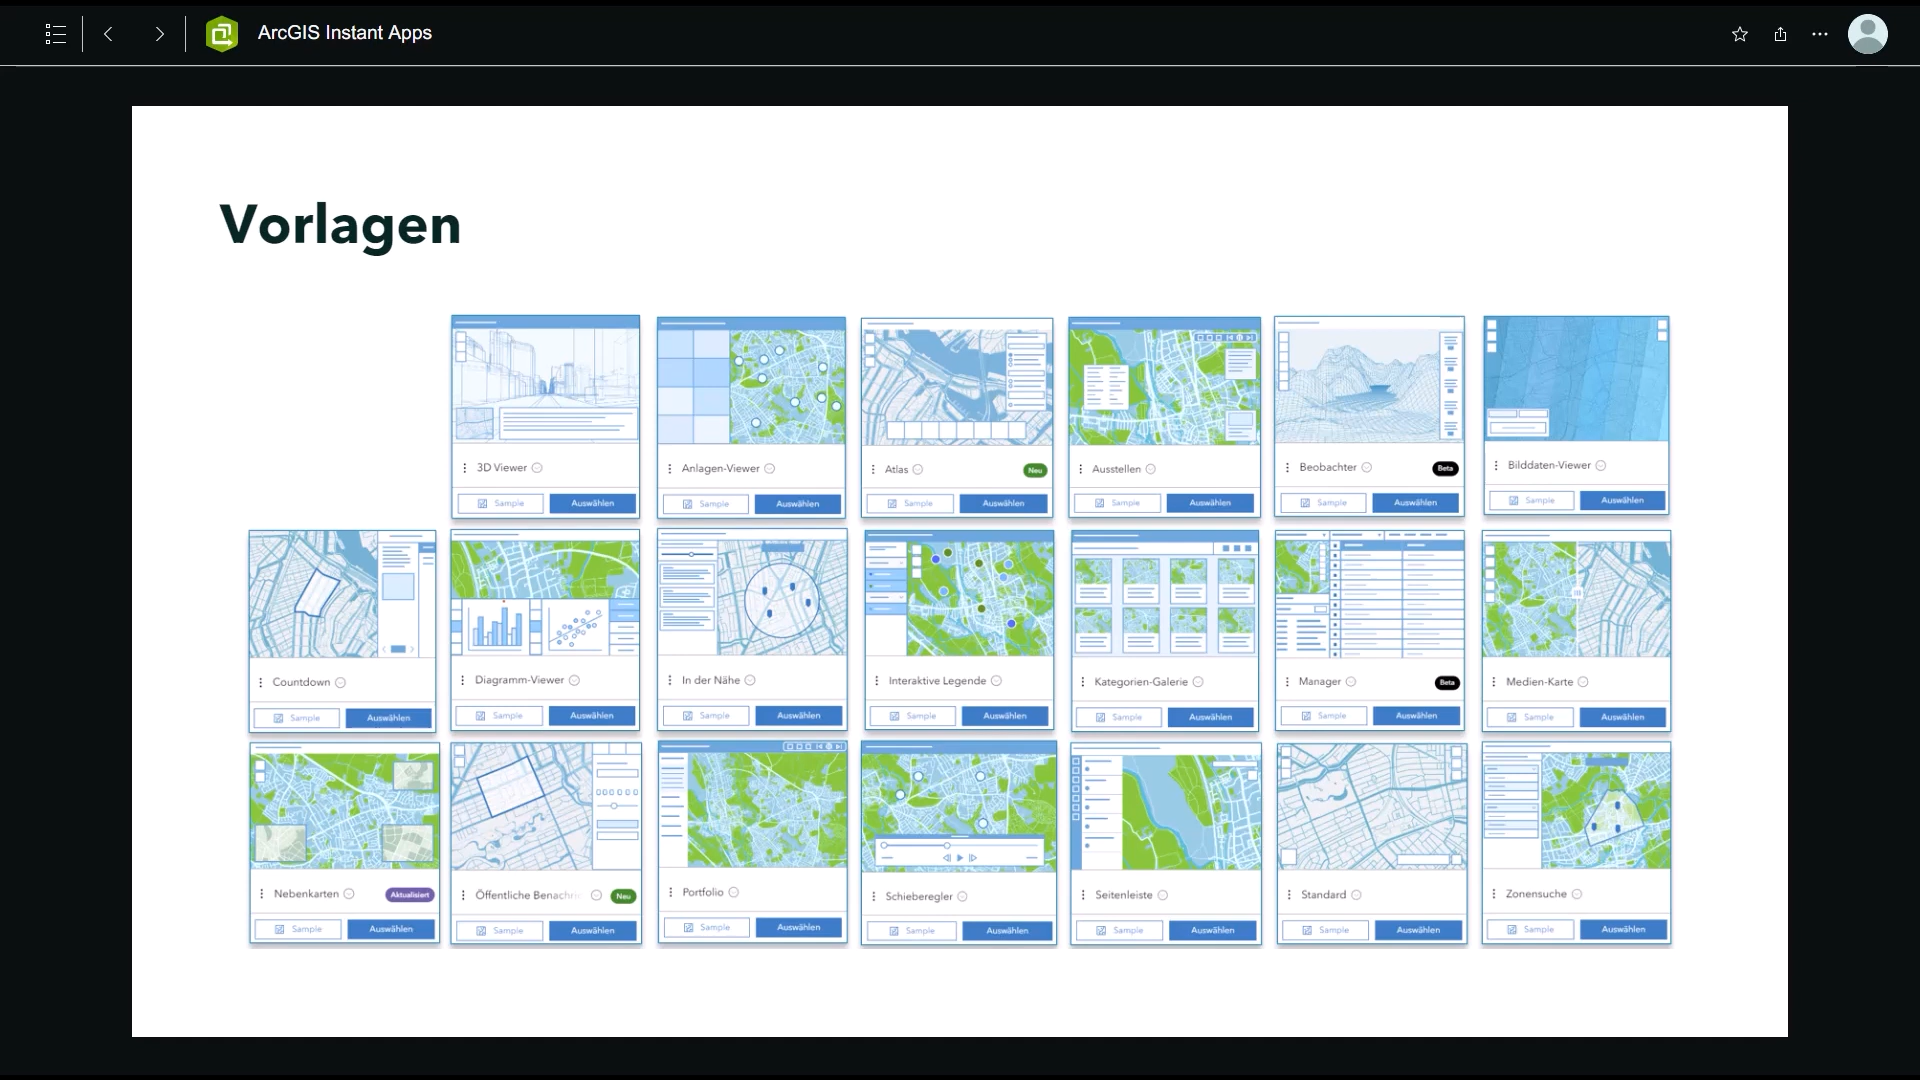 ArcGIS Instant Apps
Vorlagen
3D Viewer
Sample Auswählen
Anlagen-Viewer
Sample Auswählen
Atlas Neu
Sample Auswählen
Ausstellen
Sample Auswählen
Beobachter Beta
Sample Auswählen
Bilddaten-Viewer
Sample Auswählen
Countdown
Sample Auswählen
Diagramm-Viewer
Sample Auswählen
In der Nähe
Sample Auswählen
Interaktive Legende
Sample Auswählen
Kategorien-Galerie
Sample Auswählen
Manager Beta
Sample Auswählen
Medien-Karte
Sample Auswählen
Nebenkarten Aktualisiert
Sample Auswählen
Öffentliche Benachri Neu
Sample Auswählen
Portfolio
Sample Auswählen
Schieberegler
Sample Auswählen
Seitenleiste
Sample Auswählen
Standard
Sample Auswählen
Zonensuche
Sample Auswählen